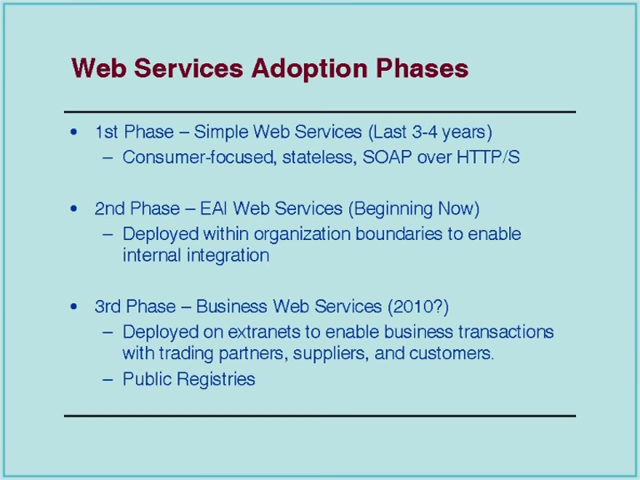 Web Services Adoption Phases
• 1st Phase – Simple Web Services (Last 3-4 years)
– Consumer-focused, stateless, SOAP over HTTP/S
• 2nd Phase – EAI Web Services (Beginning Now)
– Deployed within organization boundaries to enable
internal integration
• 3rd Phase – Business Web Services (2010?)
– Deployed on extranets to enable business transactions
with trading partners, suppliers, and customers.
– Public Registries